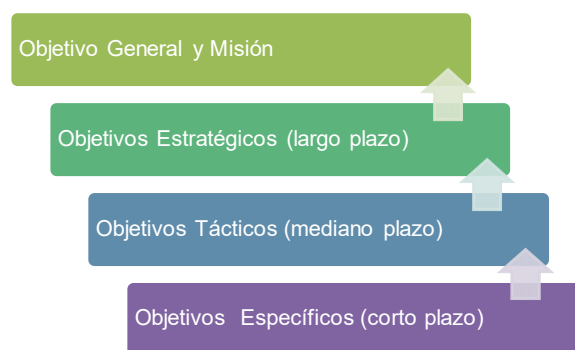 Objetivo General y Misión
Objetivos Estratégicos (largo plazo)
Objetivos Tácticos (mediano plazo)
Objetivos Específicos (corto plazo)